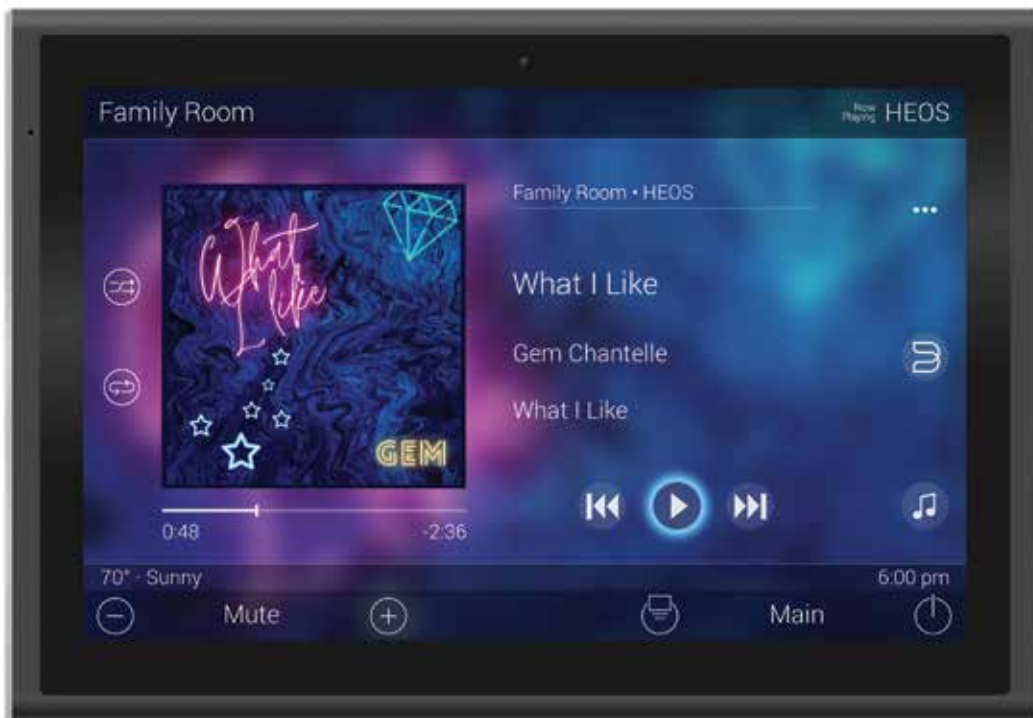 Family Room
Now Playing HEOS
Family Room • HEOS
What I Like
What I Like
Gem Chantelle
What I Like
GEM
0:48
-2:36
70° · Sunny
6:00 pm
Mute
Main